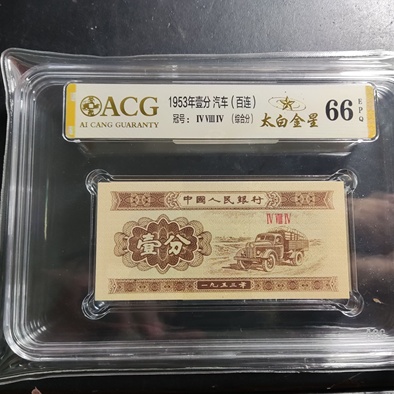 ACG
AI CANG GUARANTY
1953年壹分 汽车（百连）
冠号： IV VIII IV （综合分）
太白金星
66
EPQ
中國人民銀行
IV VIII IV
壹分
一九五三年